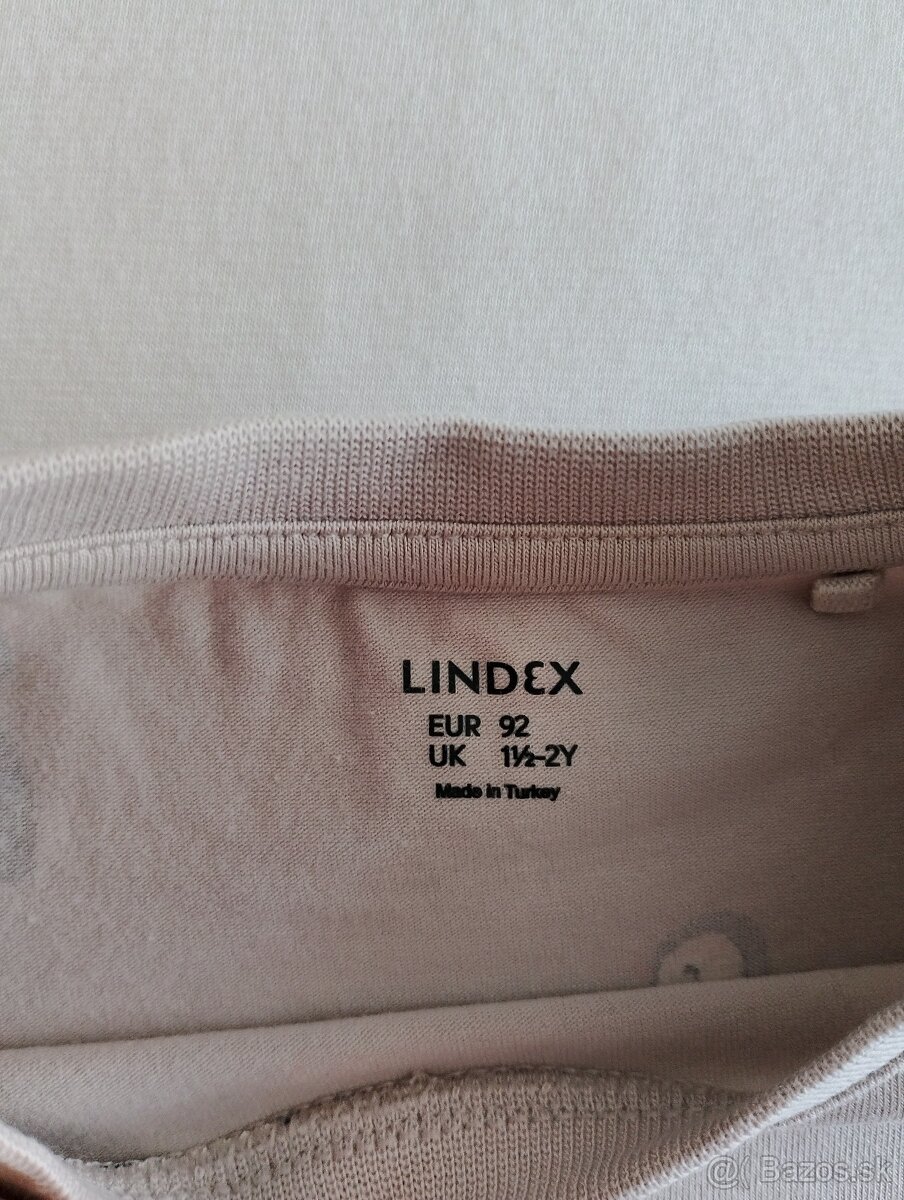 LINDEX
EUR 92
UK 1½-2Y
Made in Turkey
@ Bazos.sk